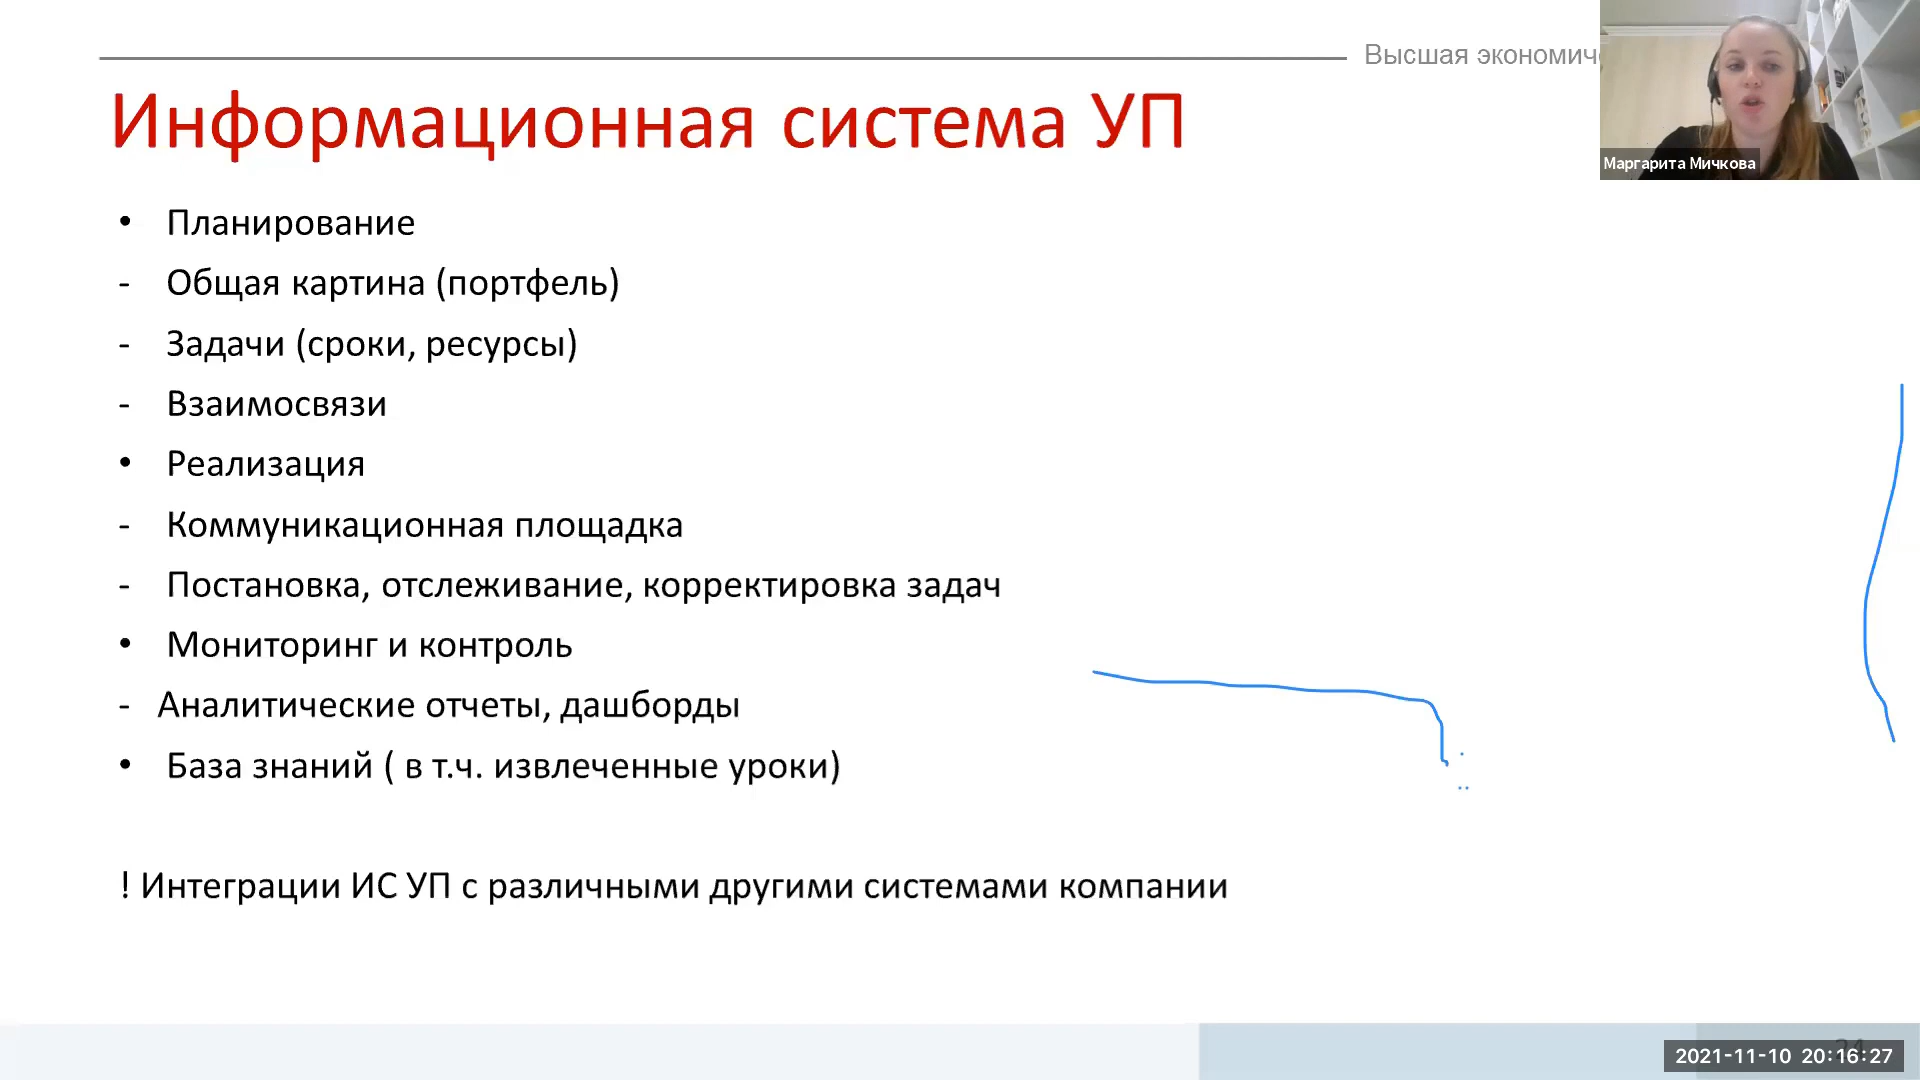 Высшая экономич
Информационная система УП
• Планирование
- Общая картина (портфель)
- Задачи (сроки, ресурсы)
- Взаимосвязи
• Реализация
- Коммуникационная площадка
- Постановка, отслеживание, корректировка задач
• Мониторинг и контроль
- Аналитические отчеты, дашборды
• База знаний ( в т.ч. извлеченные уроки)
! Интеграции ИС УП с различными другими системами компании
Маргарита Мичкова
2021-11-10 20:16:27